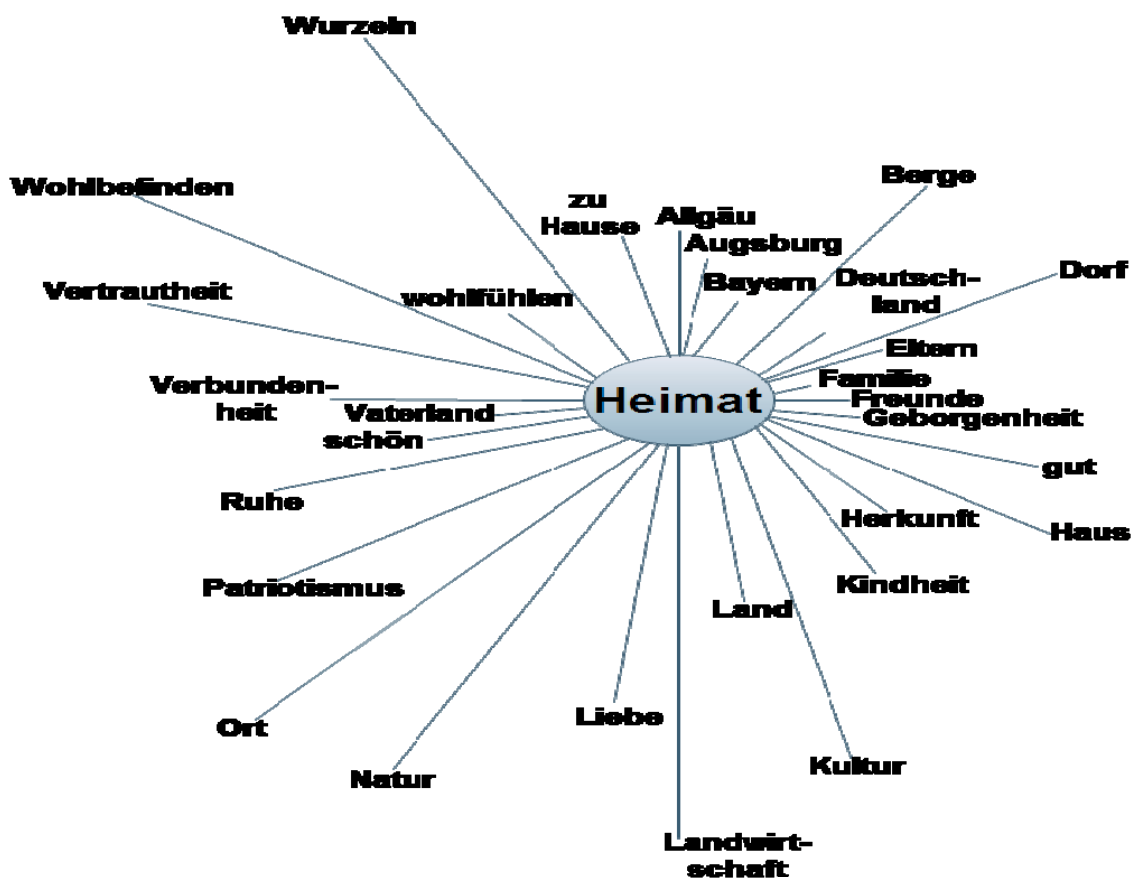 Wurzeln
Berge
Wohlbefinden
zu
Hause
Allgäu
Augsburg
Bayern
Deutsch-
land
Dorf
Vertrautheit
wohlfühlen
Eltern
Familie
Freunde
Geborgenheit
Heimat
Verbunden-
heit
Vaterland
schön
gut
Ruhe
Herkunft
Haus
Patriotismus
Kindheit
Land
Ort
Liebe
Natur
Kultur
Landwirt-
schaft